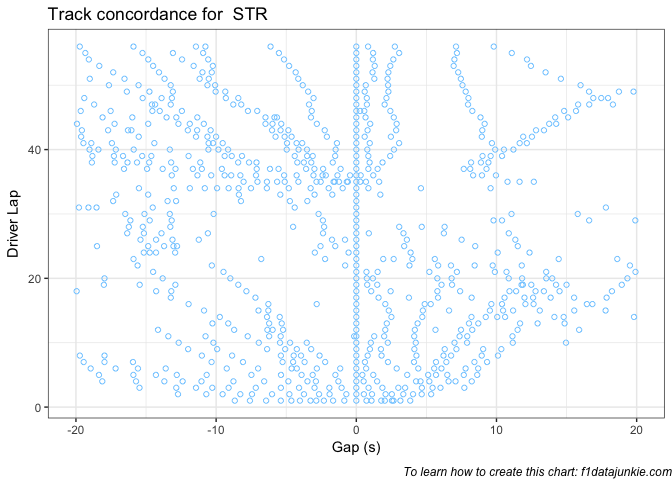 Track concordance for  STR
Driver Lap
40
20
0
-20
-10
0
10
20
Gap (s)
To learn how to create this chart: f1datajunkie.com